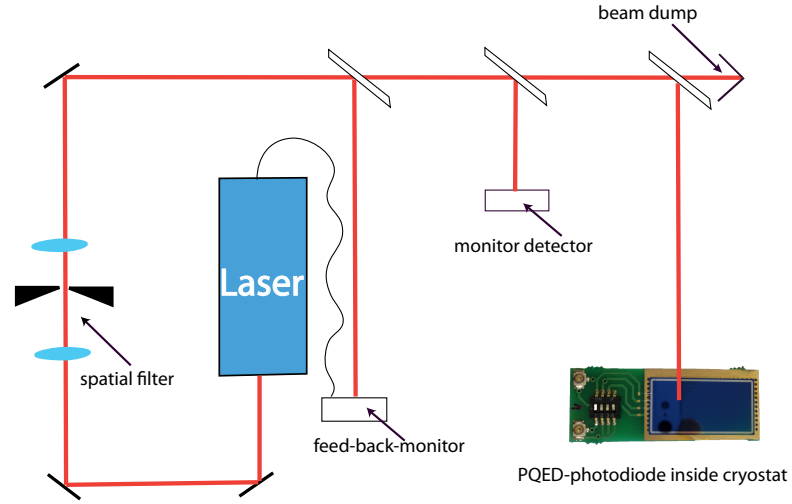 beam dump
Laser
monitor detector
spatial filter
feed-back-monitor
PQED-photodiode inside cryostat